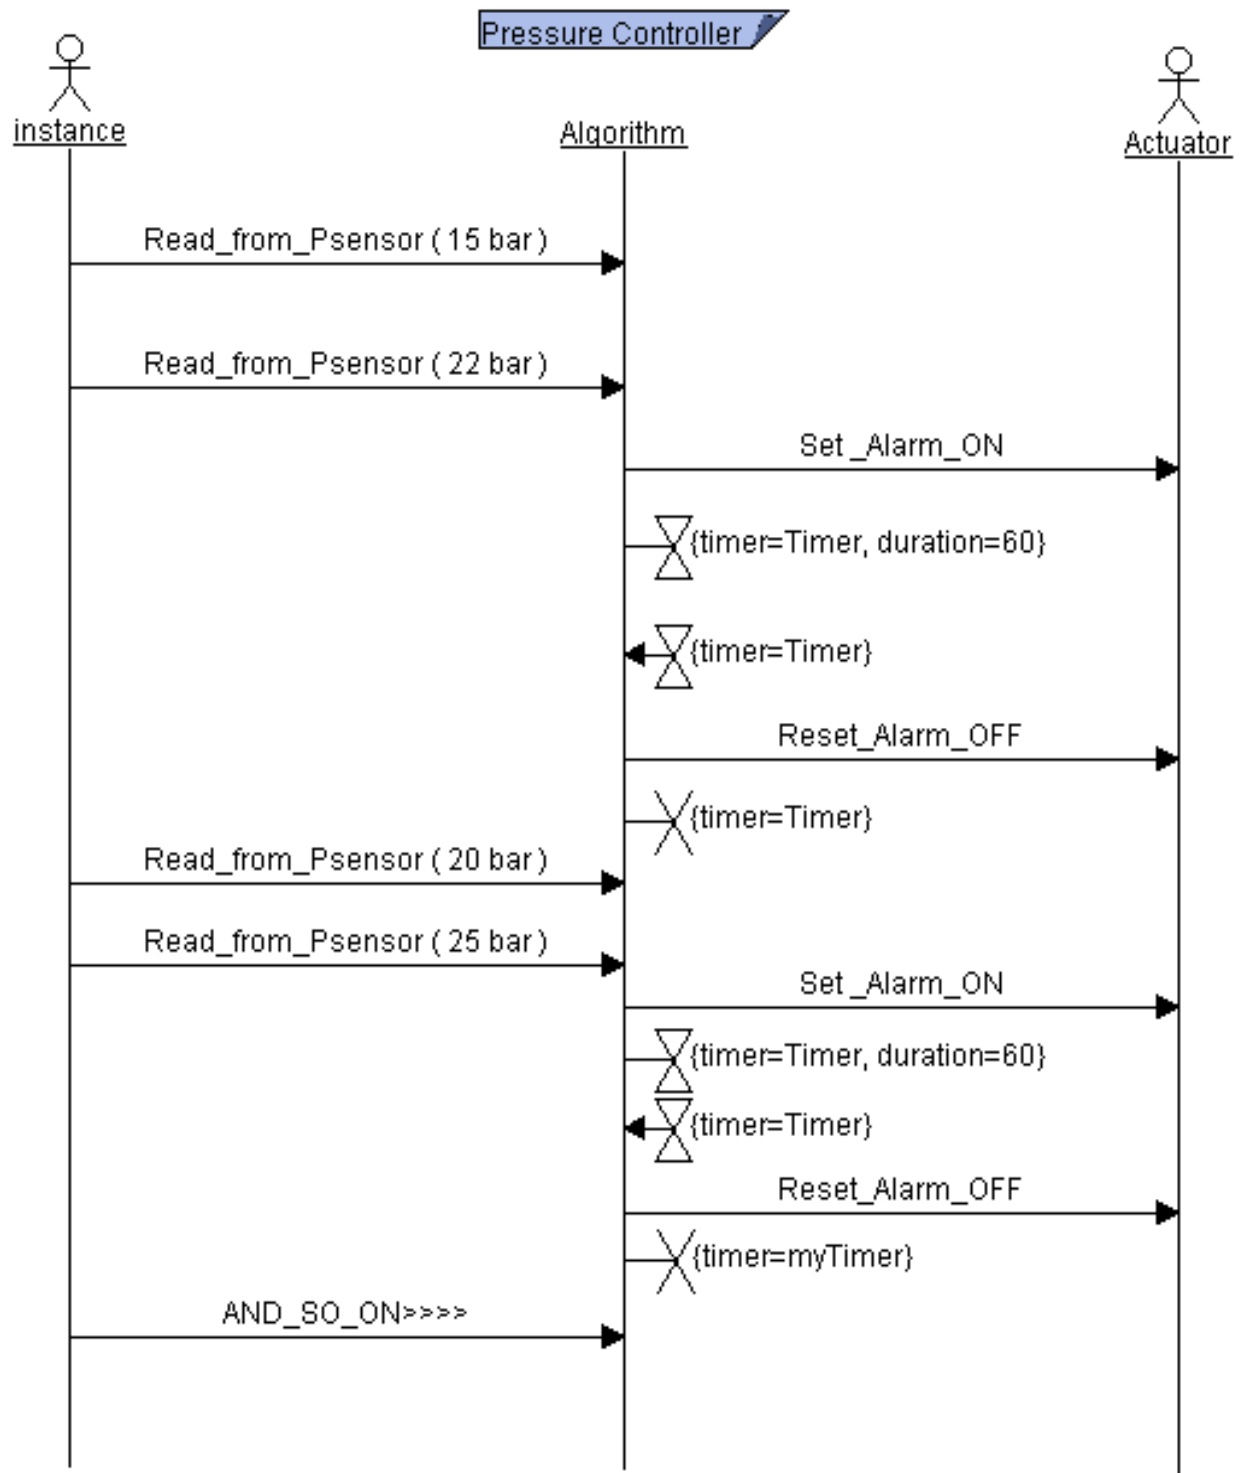 Pressure Controller
instance
Algorithm
Actuator
Read_from_Psensor ( 15 bar )
Read_from_Psensor ( 22 bar )
Set _Alarm_ON
{timer=Timer, duration=60}
{timer=Timer}
Reset_Alarm_OFF
{timer=Timer}
Read_from_Psensor ( 20 bar )
Read_from_Psensor ( 25 bar )
Set _Alarm_ON
{timer=Timer, duration=60}
{timer=Timer}
Reset_Alarm_OFF
{timer=myTimer}
AND_SO_ON>>>>